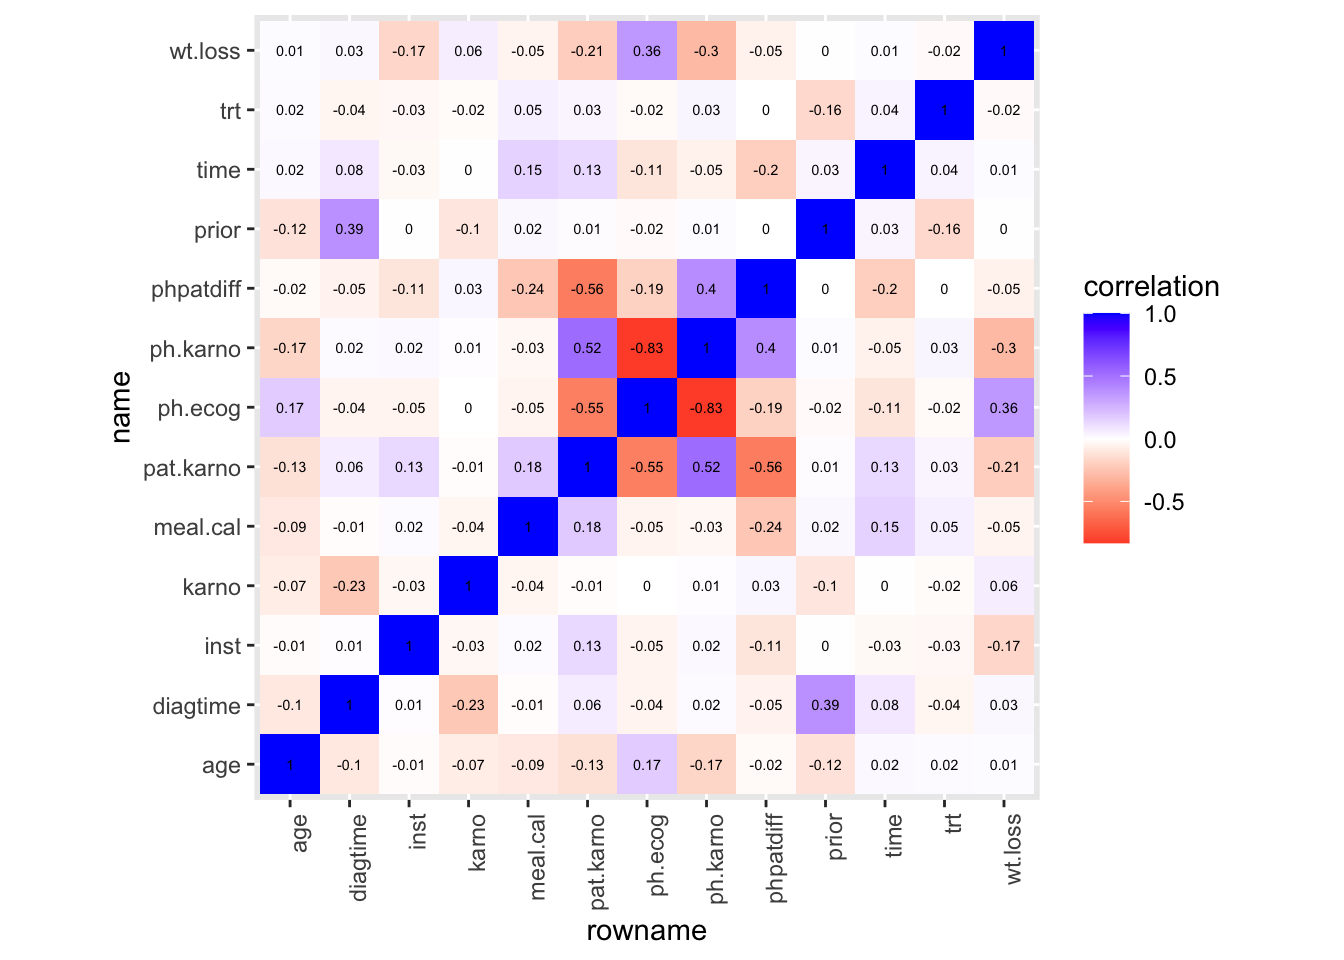 wt.loss 0.01 0.03 -0.17 0.06 -0.05 -0.21 0.36 -0.3 -0.05 0 0.01 -0.02 1
trt 0.02 -0.04 -0.03 -0.02 0.05 0.03 -0.02 0.03 0 -0.16 0.04 1 -0.02
time 0.02 0.08 -0.03 0 0.15 0.13 -0.11 -0.05 -0.2 0.03 1 0.04 0.01
prior -0.12 0.39 0 -0.1 0.02 0.01 -0.02 0.01 0 1 0.03 -0.16 0
phpatdiff -0.02 -0.05 -0.11 0.03 -0.24 -0.56 -0.19 0.4 1 0 -0.2 0 -0.05
ph.karno -0.17 0.02 0.02 0.01 -0.03 0.52 -0.83 1 0.4 0.01 -0.05 0.03 -0.3
ph.ecog 0.17 -0.04 -0.05 0 -0.05 -0.55 1 -0.83 -0.19 -0.02 -0.11 -0.02 0.36
pat.karno -0.13 0.06 0.13 -0.01 0.18 1 -0.55 0.52 -0.56 0.01 0.13 0.03 -0.21
meal.cal -0.09 -0.01 0.02 -0.04 1 0.18 -0.05 -0.03 -0.24 0.02 0.15 0.05 -0.05
karno -0.07 -0.23 -0.03 1 -0.04 -0.01 0 0.01 0.03 -0.1 0 -0.02 0.06
inst -0.01 0.01 1 -0.03 0.02 0.13 -0.05 0.02 -0.11 0 -0.03 -0.03 -0.17
diagtime -0.1 1 0.01 -0.23 -0.01 0.06 -0.04 0.02 -0.05 0.39 0.08 -0.04 0.03
age 1 -0.1 -0.01 -0.07 -0.09 -0.13 0.17 -0.17 -0.02 -0.12 0.02 0.02 0.01
name
age diagtime inst karno meal.cal pat.karno ph.ecog ph.karno phpatdiff prior time trt wt.loss
rowname
correlation
1.0
0.5
0.0
-0.5